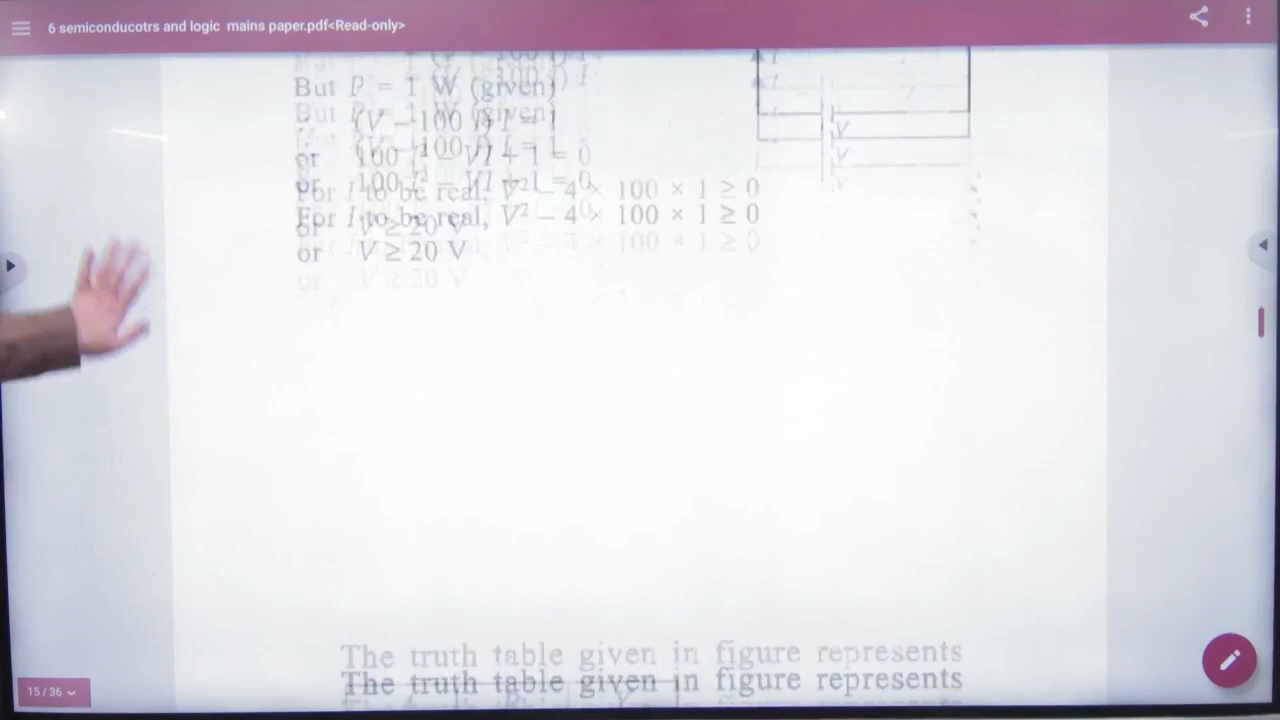 6 semiconducotrs and logic mains paper.pdf<Read-only>
But P = 1 W (given)
(V − 100 I) I = 1
or 100 I² − VI + 1 = 0
For I to be real, V² − 4 × 100 × 1 ≥ 0
or V ≥ 20 V
I
V
The truth table given in figure represents
15 / 36